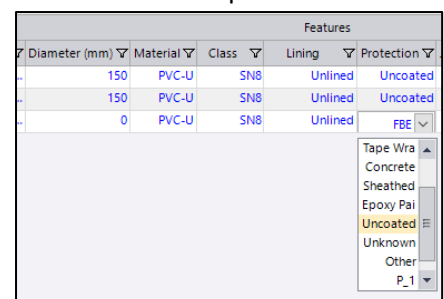 Features
Diameter (mm) Material Class Lining Protection
.. 150 PVC-U SN8 Unlined Uncoated
.. 150 PVC-U SN8 Unlined Uncoated
.. 0 PVC-U SN8 Unlined FBE
Tape Wra
Concrete
Sheathed
Epoxy Pai
Uncoated
Unknown
Other
P_1